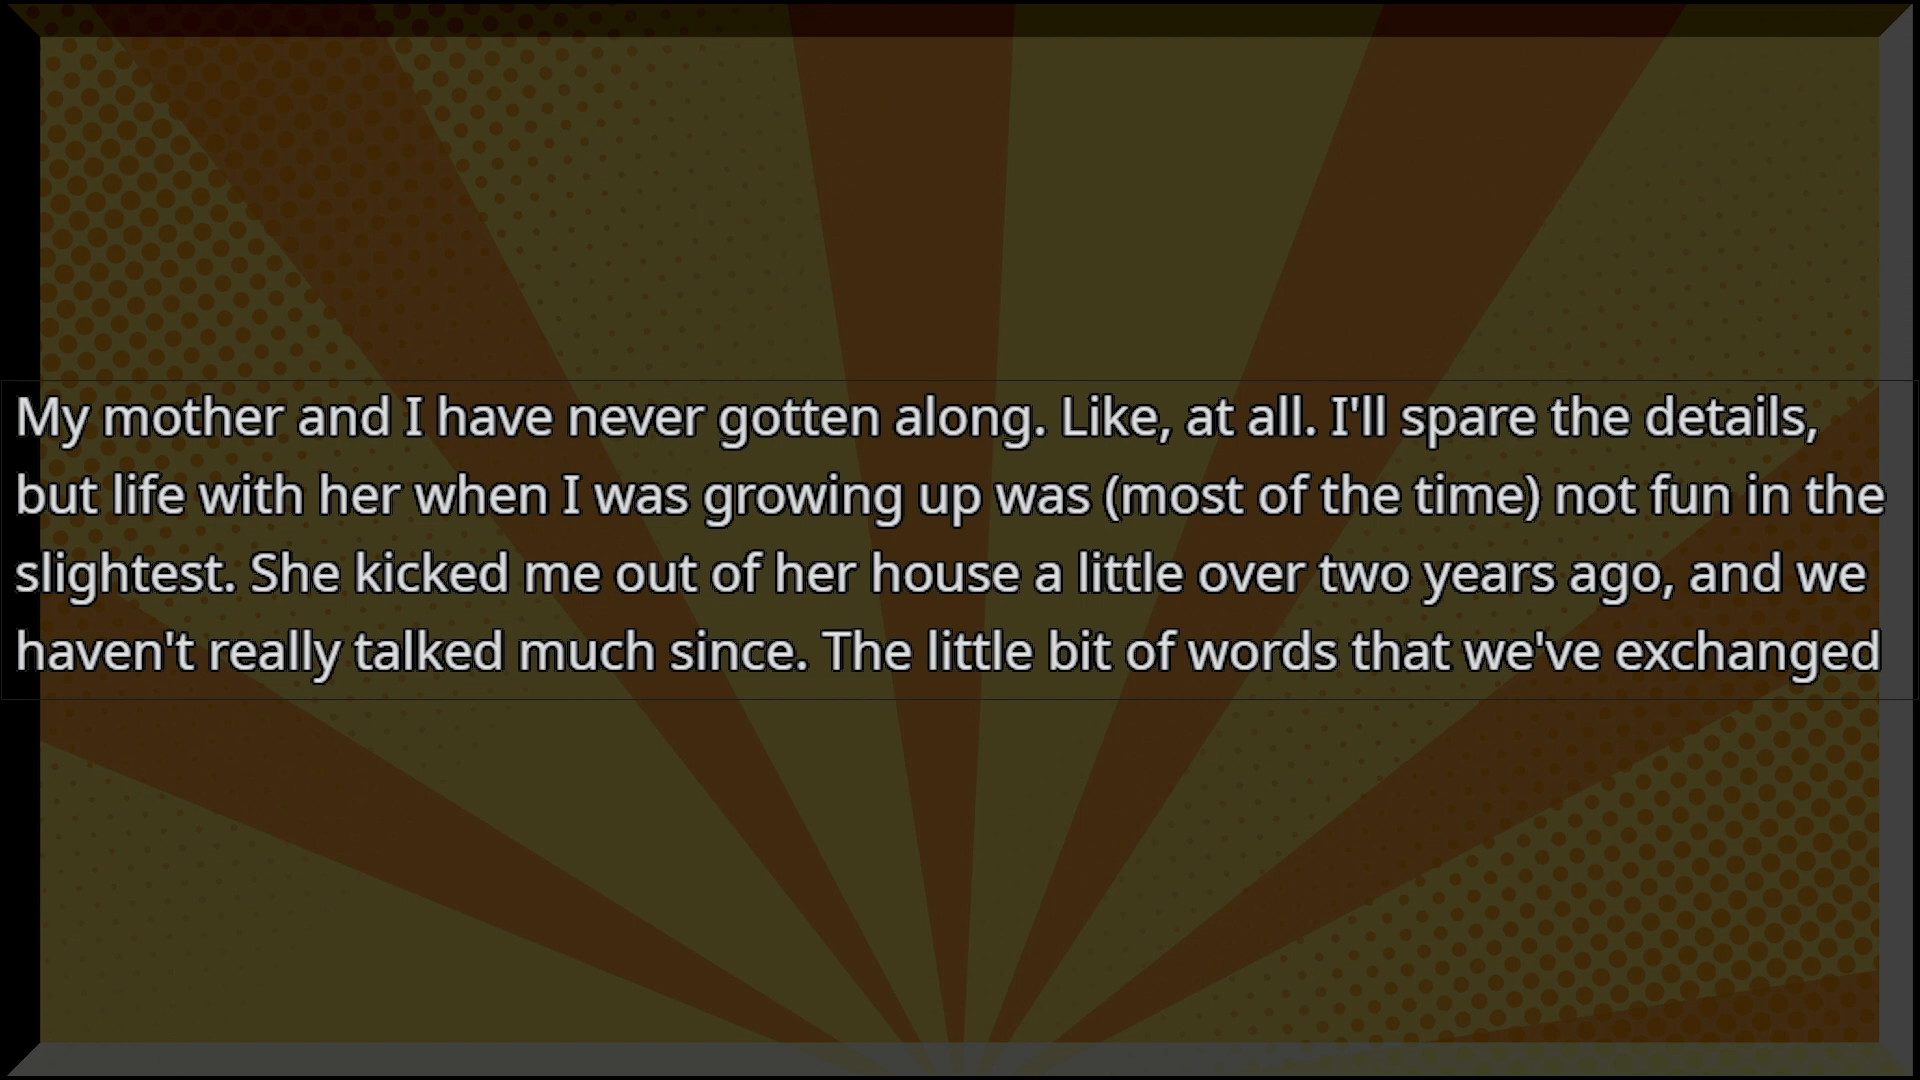 My mother and I have never gotten along. Like, at all. I'll spare the details,
but life with her when I was growing up was (most of the time) not fun in the
slightest. She kicked me out of her house a little over two years ago, and we
haven't really talked much since. The little bit of words that we've exchanged